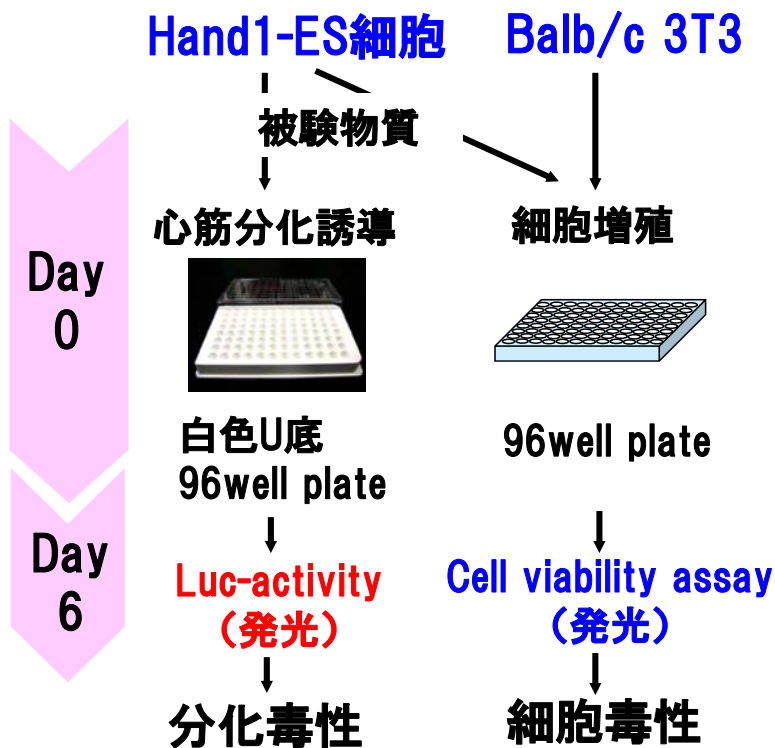 Hand1-ES細胞
Balb/c 3T3
被験物質
心筋分化誘導
細胞増殖
Day
0
白色U底
96well plate
96well plate
Day
6
Luc-activity
（発光）
Cell viability assay
（発光）
分化毒性
細胞毒性